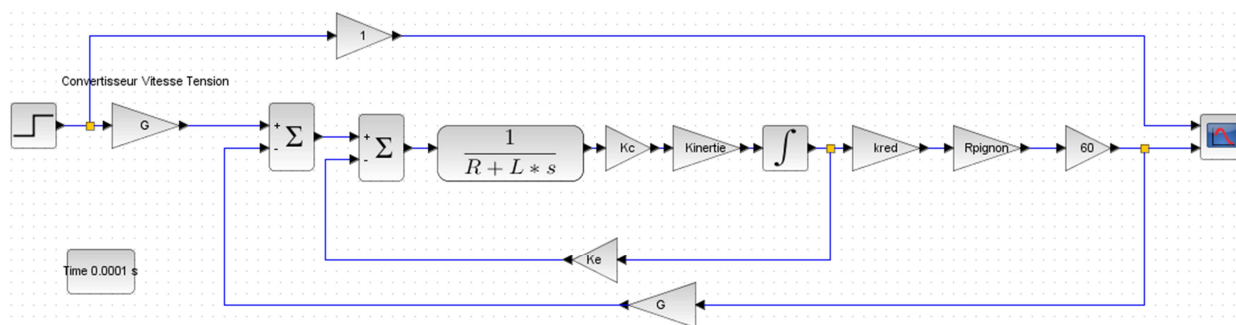 1
Convertisseur Vitesse Tension
G
+
-
Σ
+
-
Σ
1
R + L * s
Kc
Kinertie
∫
kred
Rpignon
60
Ke
Time 0.0001 s
G